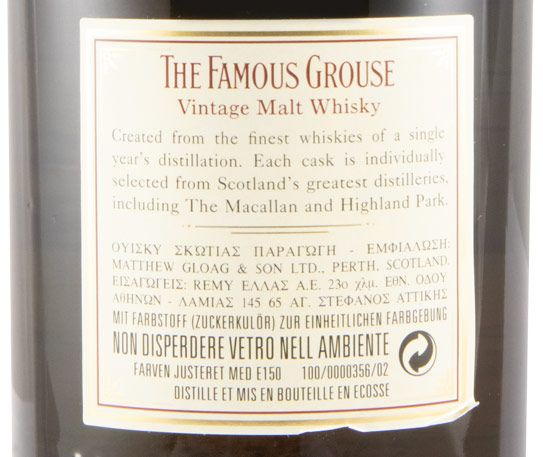 THE FAMOUS GROUSE
Vintage Malt Whisky
Created from the finest whiskies of a single
year's distillation. Each cask is individually
selected from Scotland's greatest distilleries,
including The Macallan and Highland Park.
ΟΥΙΣΚΥ ΣΚΩΤΙΑΣ ΠΑΡΑΓΩΓΗ - ΕΜΦΙΑΛΩΣΗ:
MATTHEW GLOAG & SON LTD., PERTH, SCOTLAND.
ΕΙΣΑΓΩΓΕΙΣ: REMY ΕΛΛΑΣ Α.Ε. 23ο χλμ. ΕΘΝ. ΟΔΟΥ
ΑΘΗΝΩΝ - ΛΑΜΙΑΣ 145 65 ΑΓ. ΣΤΕΦΑΝΟΣ ΑΤΤΙΚΗΣ
MIT FARBSTOFF (ZUCKERKULÖR) ZUR EINHEITLICHEN FARBGEBUNG
NON DISPERDERE VETRO NELL AMBIENTE
FARVEN JUSTERET MED E150 100/0000356/02
DISTILLE ET MIS EN BOUTEILLE EN ECOSSE